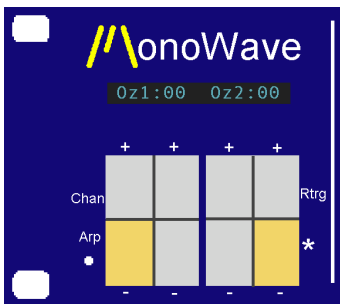 MonoWave
Oz1:00 Oz2:00
+ + + +
Chan Rtrg
Arp *
- - - -